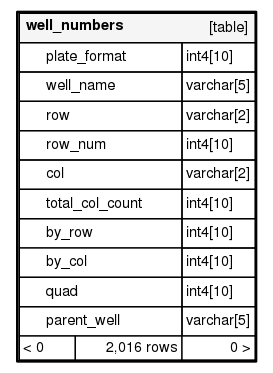 well_numbers [table]
plate_format int4[10]
well_name varchar[5]
row varchar[2]
row_num int4[10]
col varchar[2]
total_col_count int4[10]
by_row int4[10]
by_col int4[10]
quad int4[10]
parent_well varchar[5]
< 0 2,016 rows 0 >